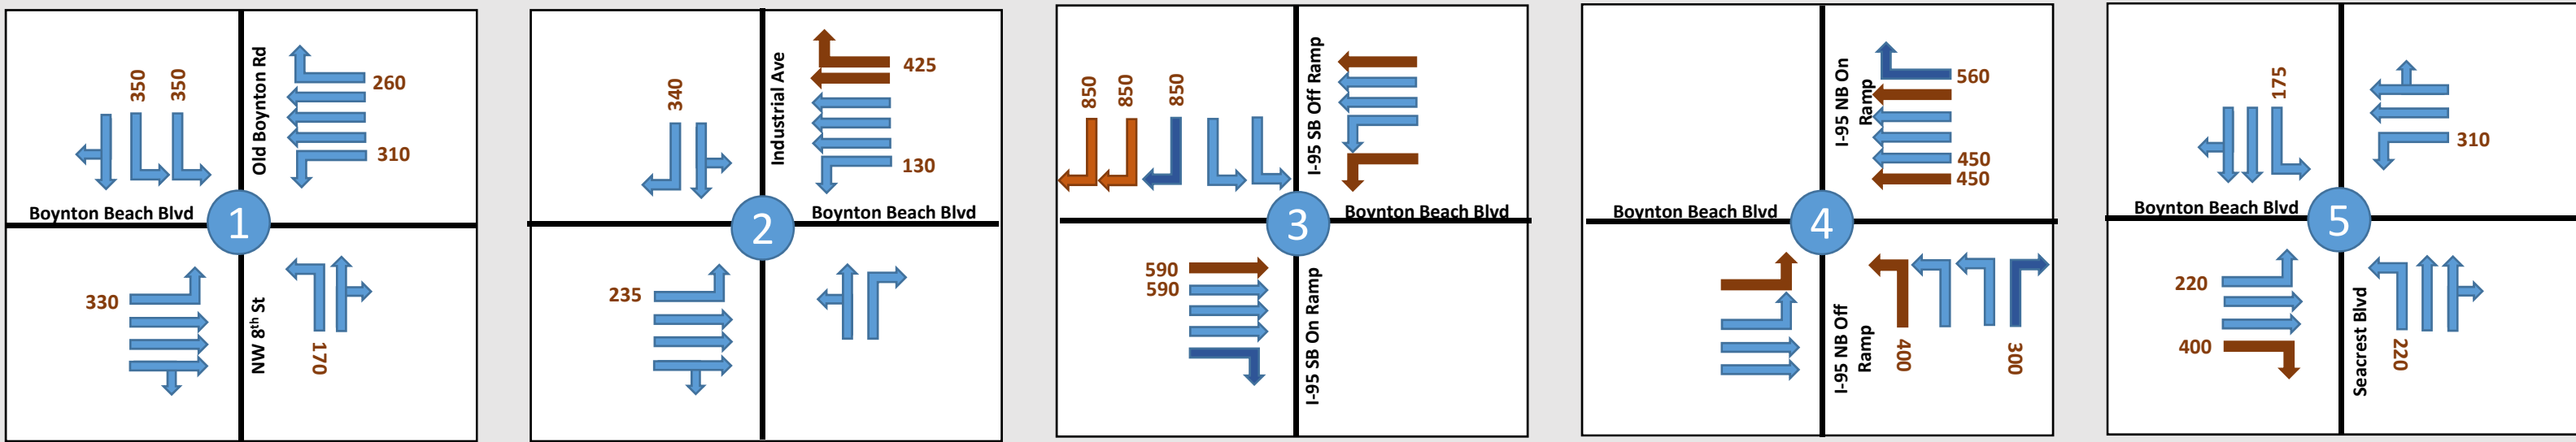 350
350
Old Boynton Rd
260
310
Boynton Beach Blvd
1
330
NW 8th St
170
340
Industrial Ave
425
130
Boynton Beach Blvd
2
235
850
850
850
I-95 SB Off Ramp
Boynton Beach Blvd
3
590
590
I-95 SB On Ramp
I-95 NB On
Ramp
560
450
450
Boynton Beach Blvd
4
I-95 NB Off
Ramp
400
300
175
310
Boynton Beach Blvd
5
220
400
Seacrest Blvd
220